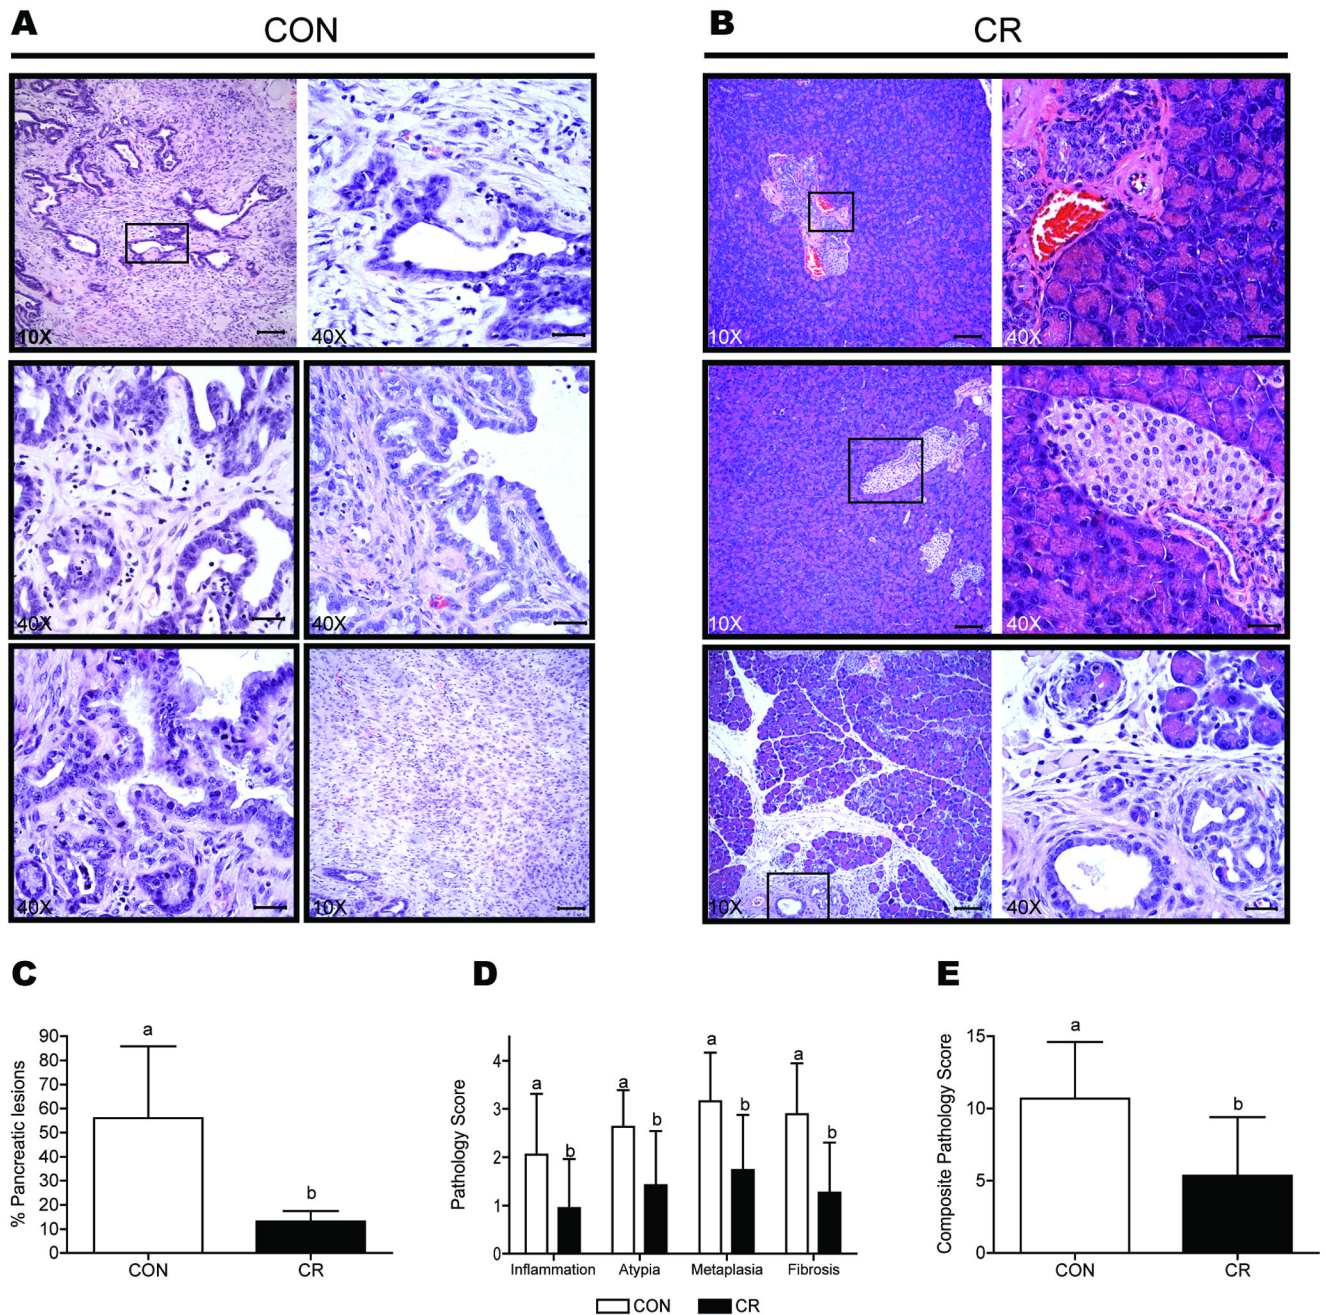 A
CON
B
CR
10X
40X
10X
40X
40X
40X
10X
40X
40X
10X
10X
40X
C
D
E
% Pancreatic lesions
90
80
70
60
50
40
30
20
10
0
a
b
CON
CR
Pathology Score
4
3
2
1
0
a
b
a
b
a
b
a
b
Inflammation
Atypia
Metaplasia
Fibrosis
CON
CR
Composite Pathology Score
15
10
5
0
a
b
CON
CR